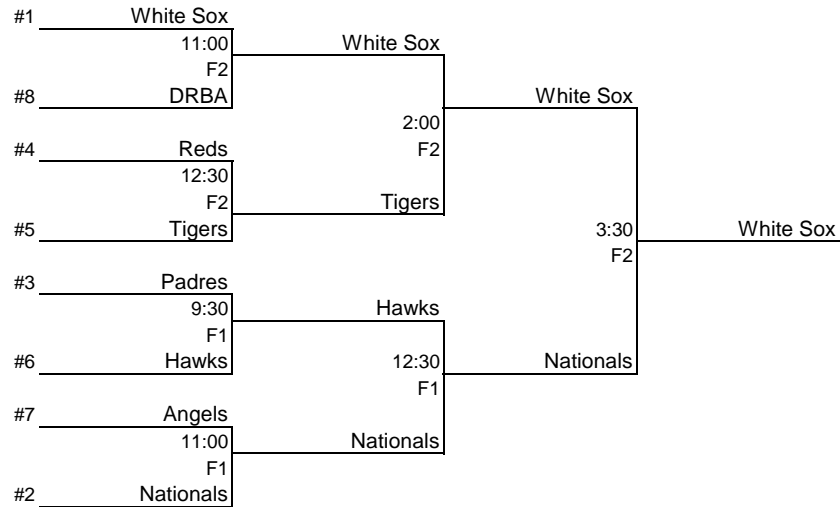 #1 White Sox
11:00 White Sox
F2
#8 DRBA White Sox
2:00
#4 Reds F2
12:30
F2 Tigers
#5 Tigers 3:30 White Sox
F2
#3 Padres
9:30 Hawks
F1
#6 Hawks 12:30 Nationals
F1
#7 Angels
11:00 Nationals
F1
#2 Nationals